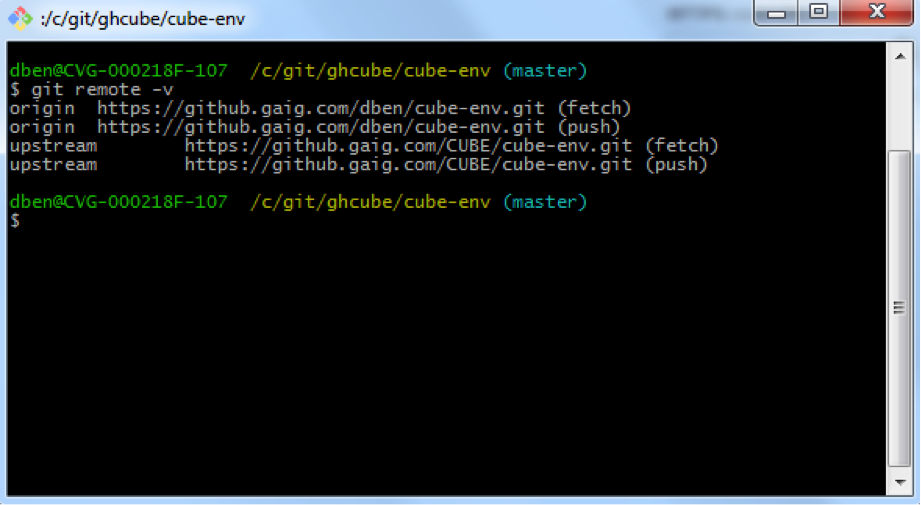 :/c/git/ghcube/cube-env
dben@CVG-000218F-107  /c/git/ghcube/cube-env (master)
$ git remote -v
origin  https://github.gaig.com/dben/cube-env.git (fetch)
origin  https://github.gaig.com/dben/cube-env.git (push)
upstream        https://github.gaig.com/CUBE/cube-env.git (fetch)
upstream        https://github.gaig.com/CUBE/cube-env.git (push)
dben@CVG-000218F-107  /c/git/ghcube/cube-env (master)
$